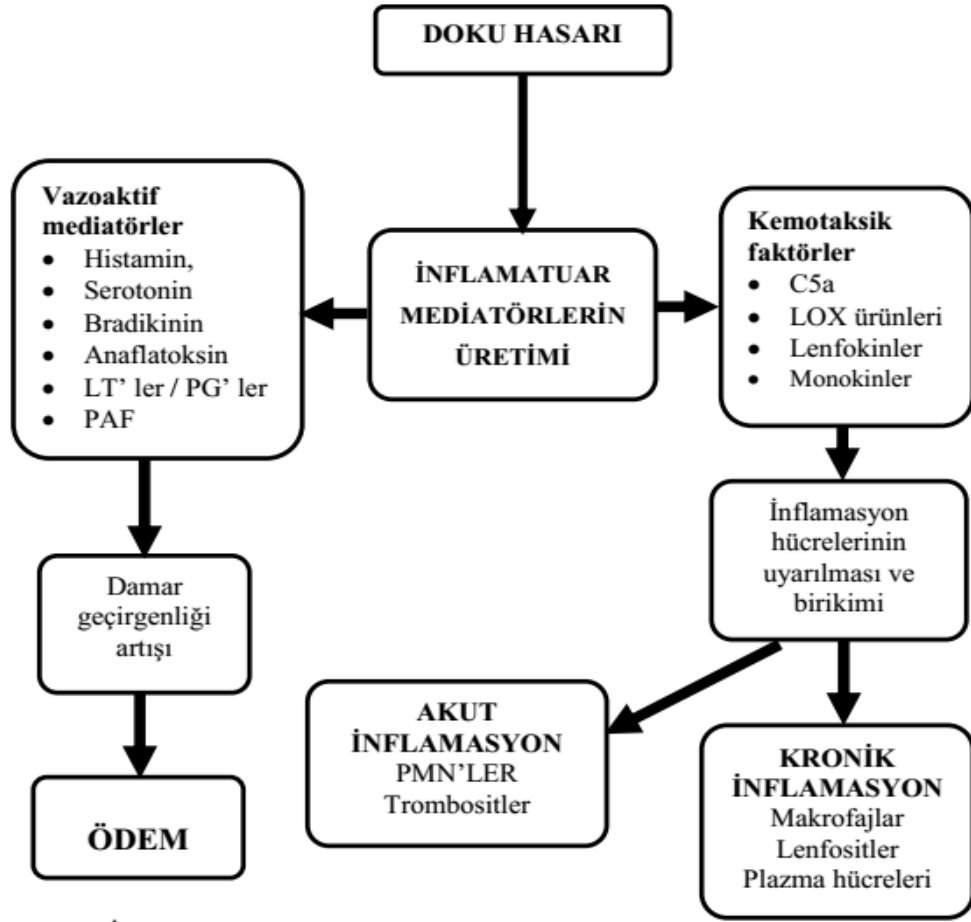 DOKU HASARI
Vazoaktif
mediatörler
• Histamin,
• Serotonin
• Bradikinin
• Anaflatoksin
• LT’ ler / PG’ ler
• PAF
İNFLAMATUAR
MEDİATÖRLERİN
ÜRETİMİ
Kemotaksik
faktörler
• C5a
• LOX ürünleri
• Lenfokinler
• Monokinler
Damar
geçirgenliği
artışı
İnflamasyon
hücrelerinin
uyarılması ve
birikimi
ÖDEM
AKUT
İNFLAMASYON
PMN’LER
Trombositler
KRONİK
İNFLAMASYON
Makrofajlar
Lenfositler
Plazma hücreleri